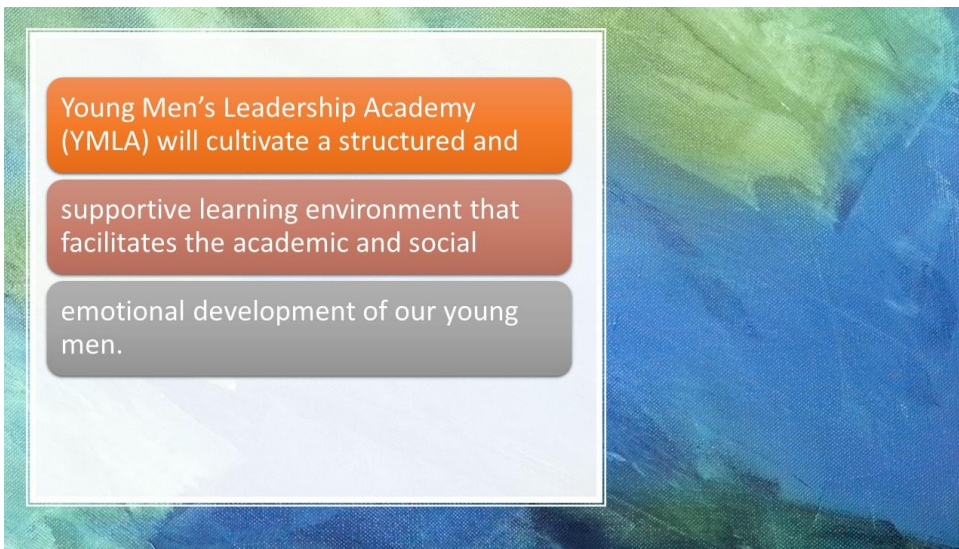 Young Men’s Leadership Academy
(YMLA) will cultivate a structured and
supportive learning environment that
facilitates the academic and social
emotional development of our young
men.